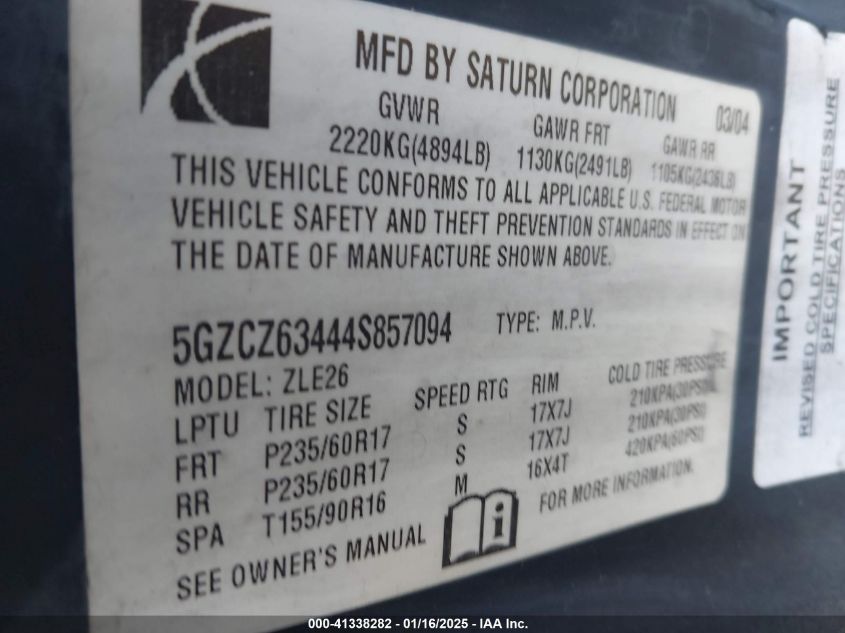 MFD BY SATURN CORPORATION 03/04
GVWR GAWR FRT GAWR RR
2220KG(4894LB) 1130KG(2491LB) 1105KG(2436LB)
THIS VEHICLE CONFORMS TO ALL APPLICABLE U.S. FEDERAL MOTOR
VEHICLE SAFETY AND THEFT PREVENTION STANDARDS IN EFFECT ON
THE DATE OF MANUFACTURE SHOWN ABOVE.
5GZCZ63444S857094 TYPE: M.P.V.
MODEL: ZLE26
LPTU TIRE SIZE SPEED RTG RIM COLD TIRE PRESSURE
FRT P235/60R17 S 17X7J 210KPA(30PSI)
RR P235/60R17 S 17X7J 210KPA(30PSI)
SPA T155/90R16 M 16X4T 420KPA(60PSI)
SEE OWNER'S MANUAL i FOR MORE INFORMATION.
IMPORTANT
REVISED COLD TIRE PRESSURE
SPECIFICATIONS
000-41338282 - 01/16/2025 - IAA Inc.